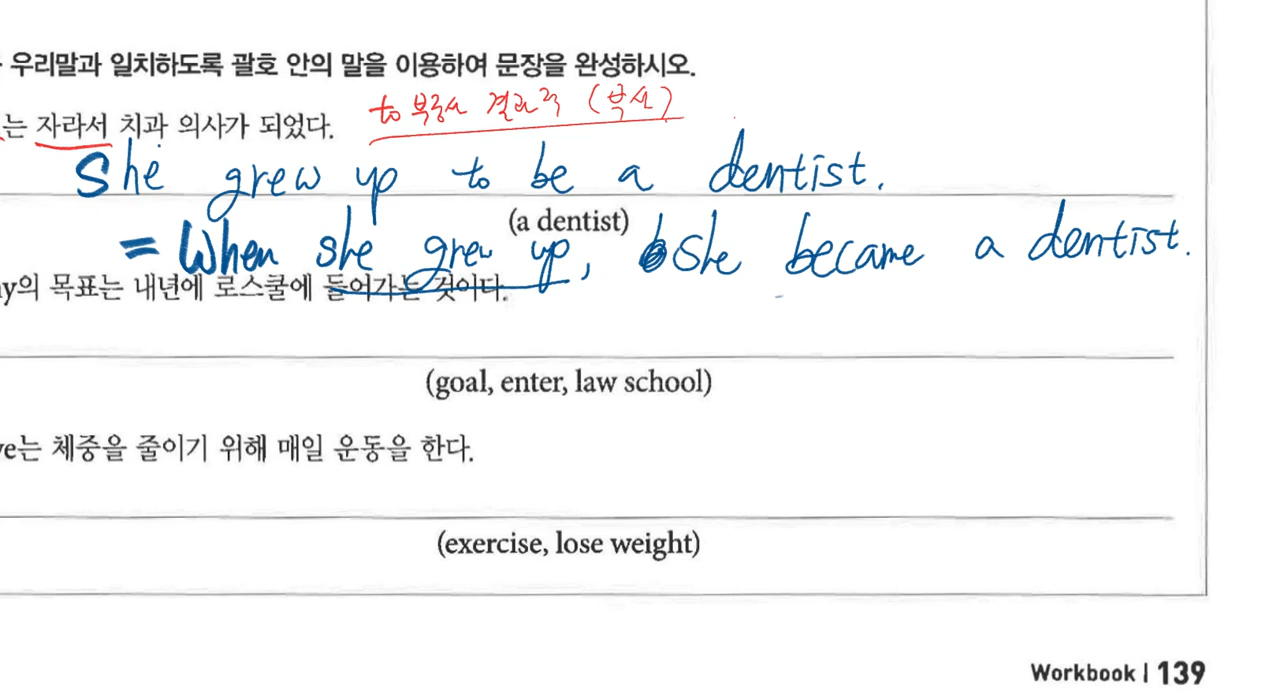 우리말과 일치하도록 괄호 안의 말을 이용하여 문장을 완성하시오.
to 부정사 결과적 (부사)
는 자라서 치과 의사가 되었다.
She grew up to be a dentist.
(a dentist)
= When she grew up, she became a dentist.
y의 목표는 내년에 로스쿨에 들어가는 것이다.
(goal, enter, law school)
ve는 체중을 줄이기 위해 매일 운동을 한다.
(exercise, lose weight)
Workbook | 139